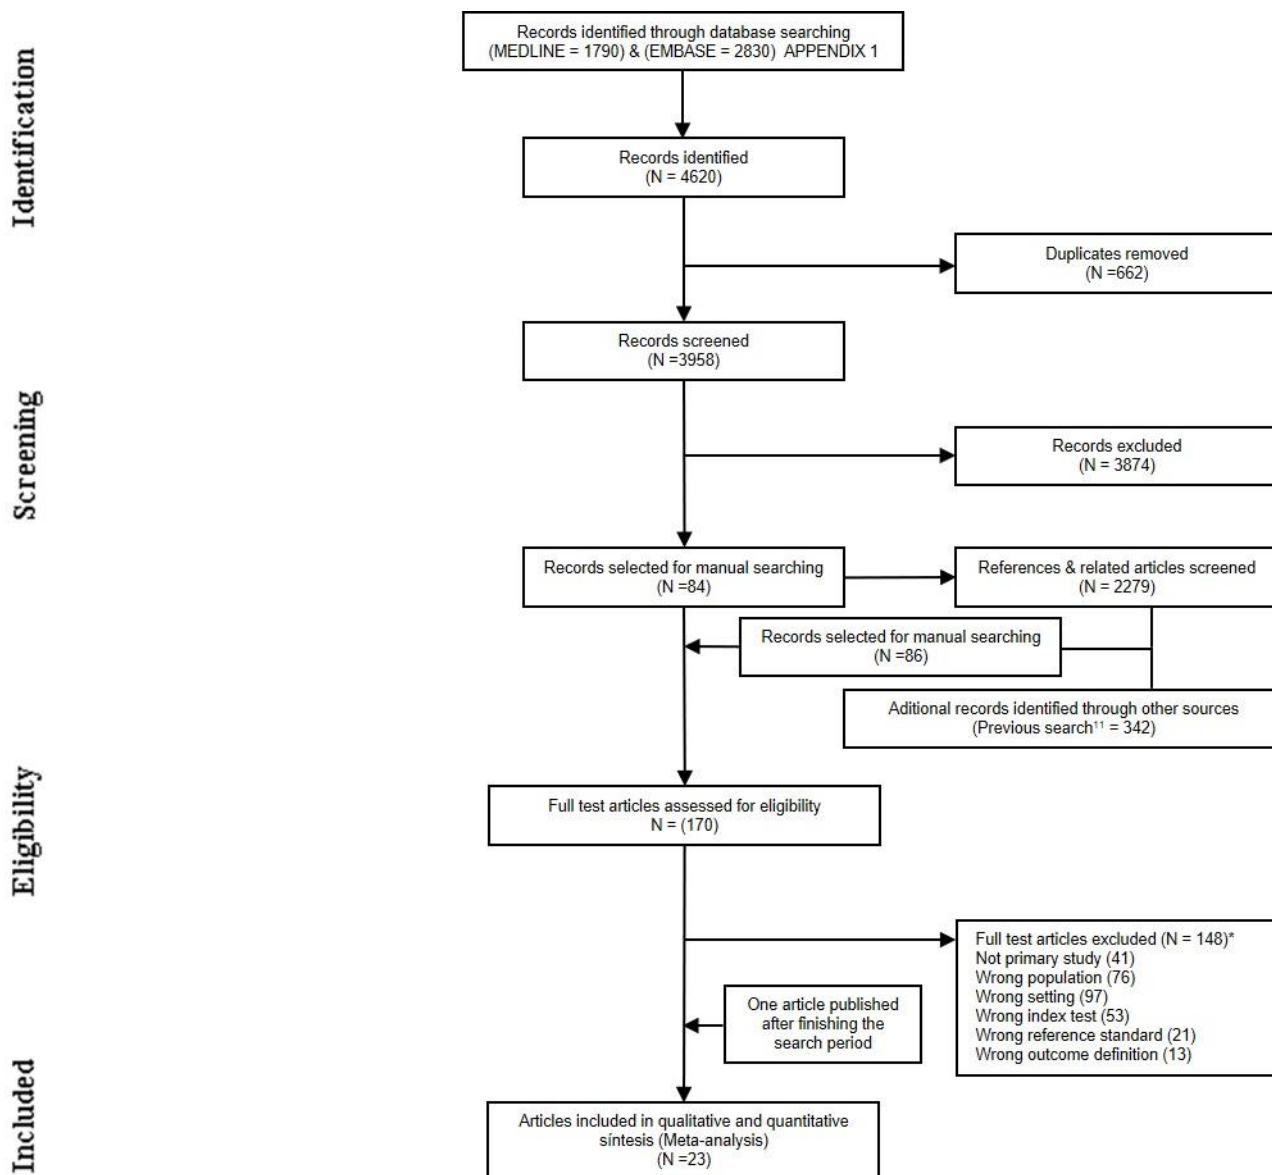 Identification
Records identified through database searching
(MEDLINE = 1790) & (EMBASE = 2830) APPENDIX 1
Records identified
(N = 4620)
Duplicates removed
(N =662)
Screening
Records screened
(N =3958)
Records excluded
(N = 3874)
Records selected for manual searching
(N =84)
References & related articles screened
(N = 2279)
Records selected for manual searching
(N =86)
Aditional records identified through other sources
(Previous search¹¹ = 342)
Eligibility
Full test articles assessed for eligibility
N = (170)
Full test articles excluded (N = 148)*
Not primary study (41)
Wrong population (76)
Wrong setting (97)
Wrong index test (53)
Wrong reference standard (21)
Wrong outcome definition (13)
One article published
after finishing the
search period
Included
Articles included in qualitative and quantitative
síntesis (Meta-analysis)
(N =23)